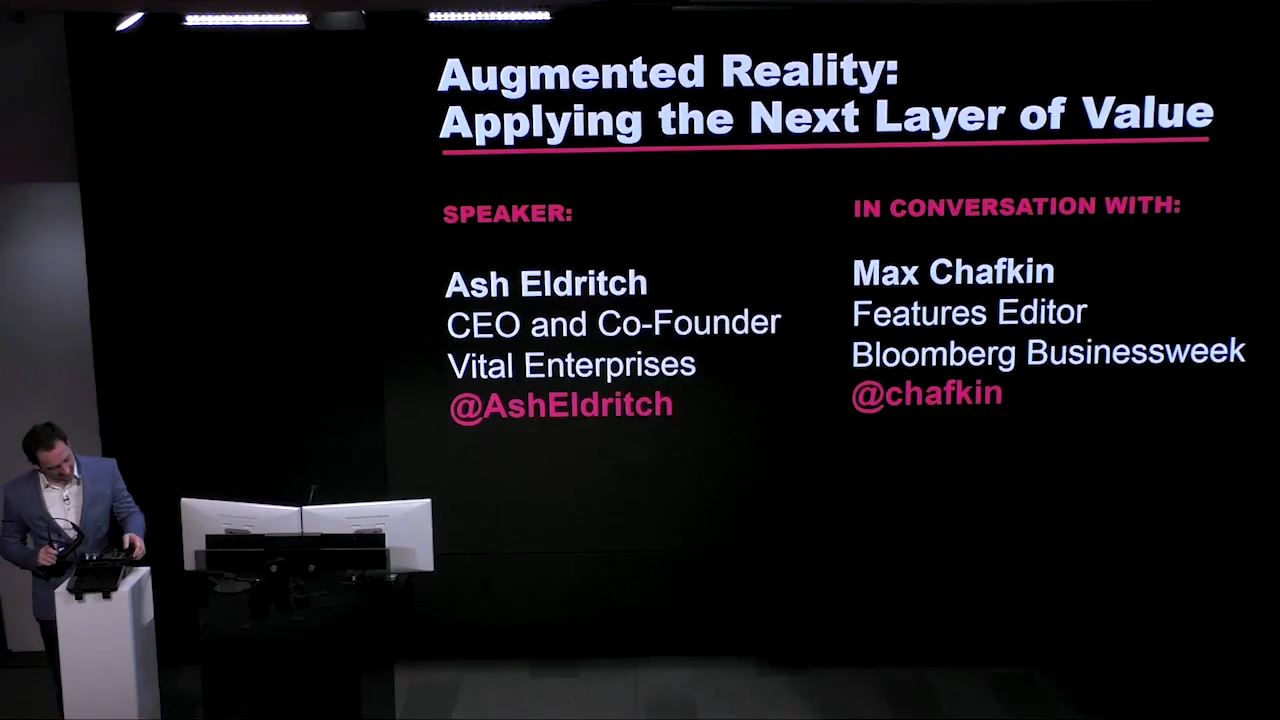 Augmented Reality:
Applying the Next Layer of Value
SPEAKER:
Ash Eldritch
CEO and Co-Founder
Vital Enterprises
@AshEldritch
IN CONVERSATION WITH:
Max Chafkin
Features Editor
Bloomberg Businessweek
@chafkin